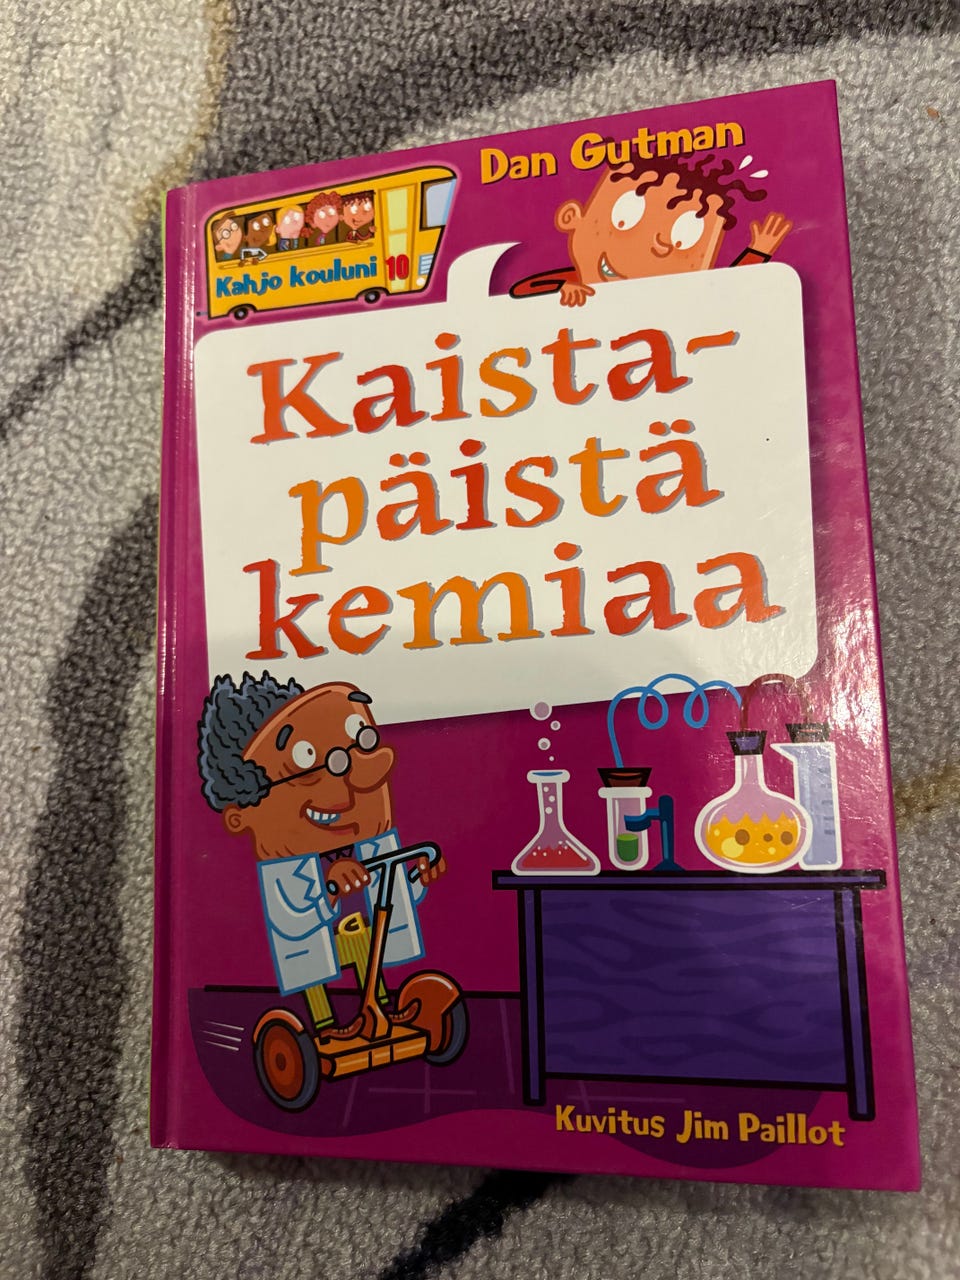 Dan Gutman
Kahjo kouluni 10
Kaista-
päistä
kemiaa
Kuvitus Jim Paillot